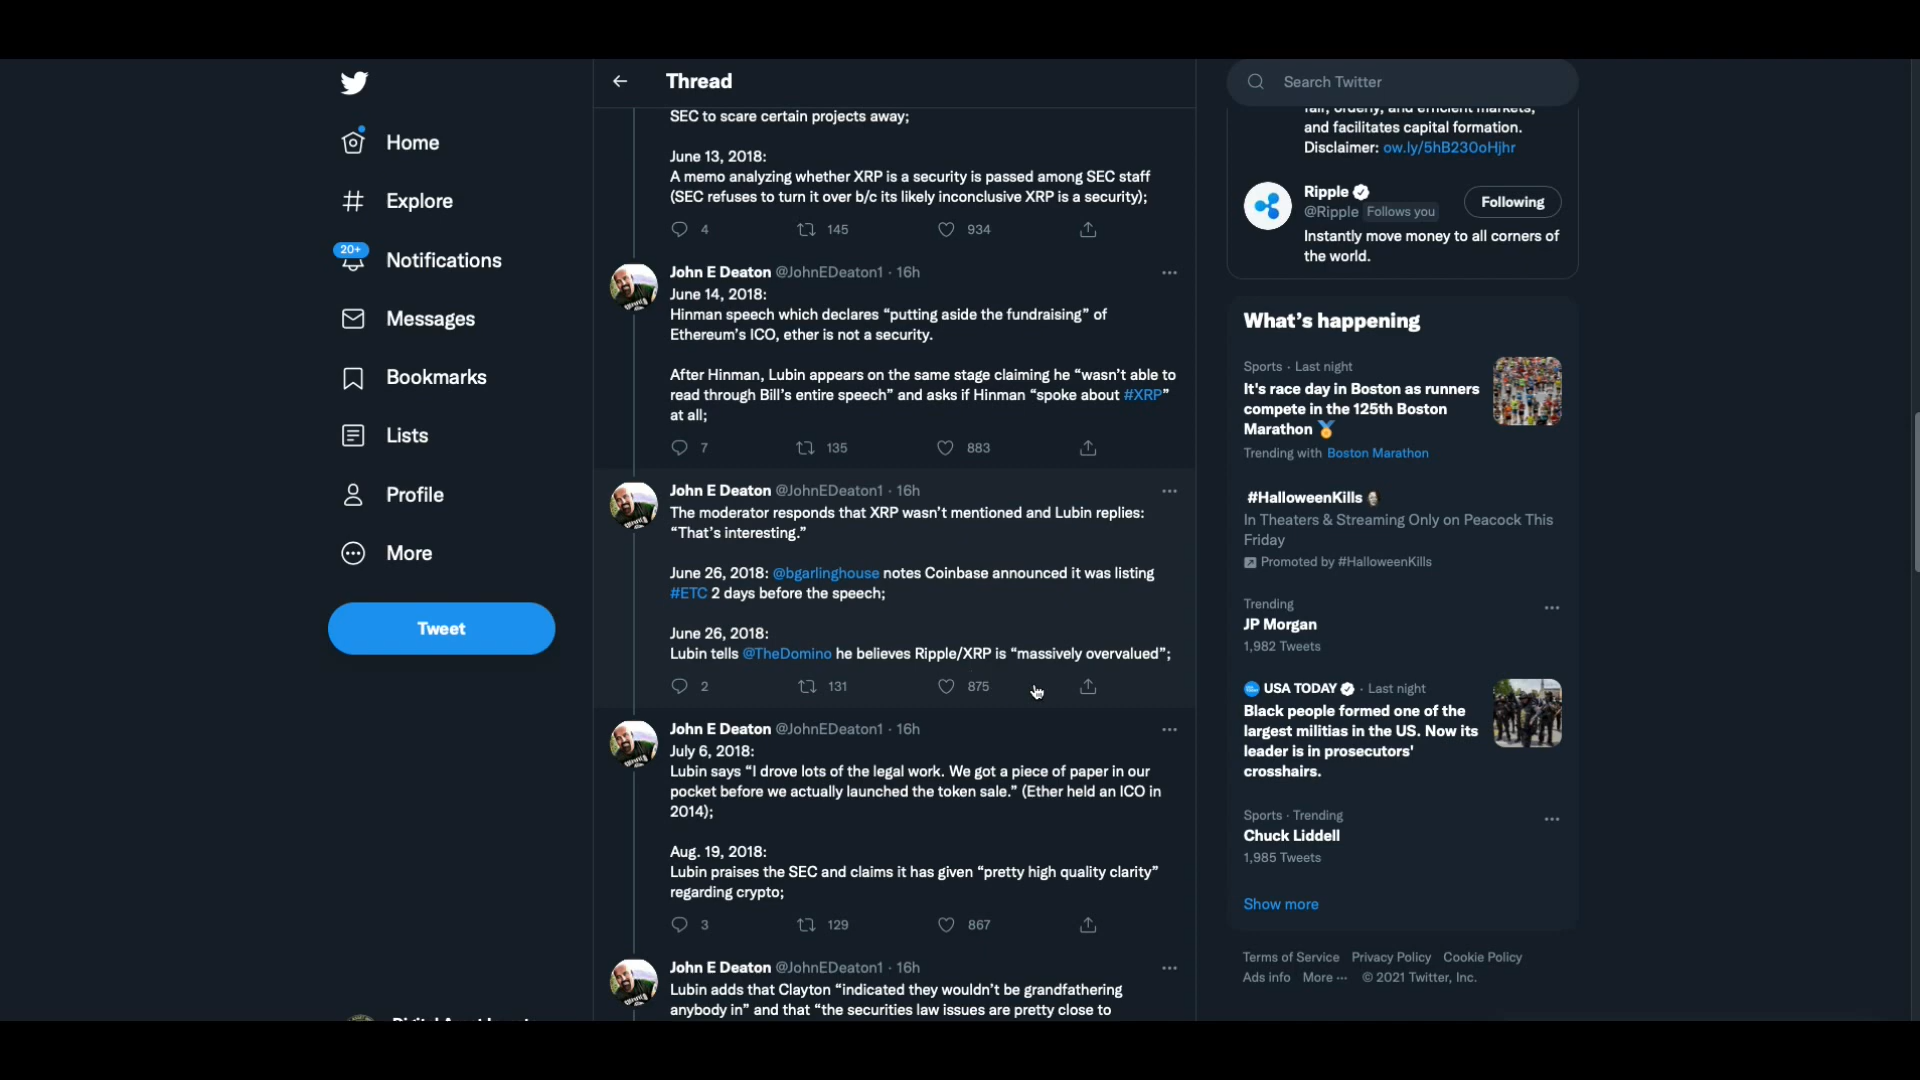 Home
Explore
20+
Notifications
Messages
Bookmarks
Lists
Profile
More
Tweet
Thread
SEC to scare certain projects away;
June 13, 2018:
A memo analyzing whether XRP is a security is passed among SEC staff
(SEC refuses to turn it over b/c its likely inconclusive XRP is a security);
4 145 934
John E Deaton @JohnEDeaton1 · 16h
June 14, 2018:
Hinman speech which declares “putting aside the fundraising” of
Ethereum’s ICO, ether is not a security.
After Hinman, Lubin appears on the same stage claiming he “wasn’t able to
read through Bill’s entire speech” and asks if Hinman “spoke about #XRP”
at all;
7 135 883
John E Deaton @JohnEDeaton1 · 16h
The moderator responds that XRP wasn’t mentioned and Lubin replies:
“That’s interesting.”
June 26, 2018: @bgarlinghouse notes Coinbase announced it was listing
#ETC 2 days before the speech;
June 26, 2018:
Lubin tells @TheDomino he believes Ripple/XRP is “massively overvalued”;
2 131 875
John E Deaton @JohnEDeaton1 · 16h
July 6, 2018:
Lubin says “I drove lots of the legal work. We got a piece of paper in our
pocket before we actually launched the token sale.” (Ether held an ICO in
2014);
Aug. 19, 2018:
Lubin praises the SEC and claims it has given “pretty high quality clarity”
regarding crypto;
3 129 867
John E Deaton @JohnEDeaton1 · 16h
Lubin adds that Clayton “indicated they wouldn’t be grandfathering
anybody in” and that “the securities law issues are pretty close to
Search Twitter
fair, orderly, and efficient markets,
and facilitates capital formation.
Disclaimer: ow.ly/5hB230oHjhr
Ripple
@Ripple Follows you
Following
Instantly move money to all corners of
the world.
What’s happening
Sports · Last night
It's race day in Boston as runners
compete in the 125th Boston
Marathon
Trending with Boston Marathon
#HalloweenKills
In Theaters & Streaming Only on Peacock This
Friday
Promoted by #HalloweenKills
Trending
JP Morgan
1,982 Tweets
USA TODAY · Last night
Black people formed one of the
largest militias in the US. Now its
leader is in prosecutors'
crosshairs.
Sports · Trending
Chuck Liddell
1,985 Tweets
Show more
Terms of Service Privacy Policy Cookie Policy
Ads info More ··· © 2021 Twitter, Inc.